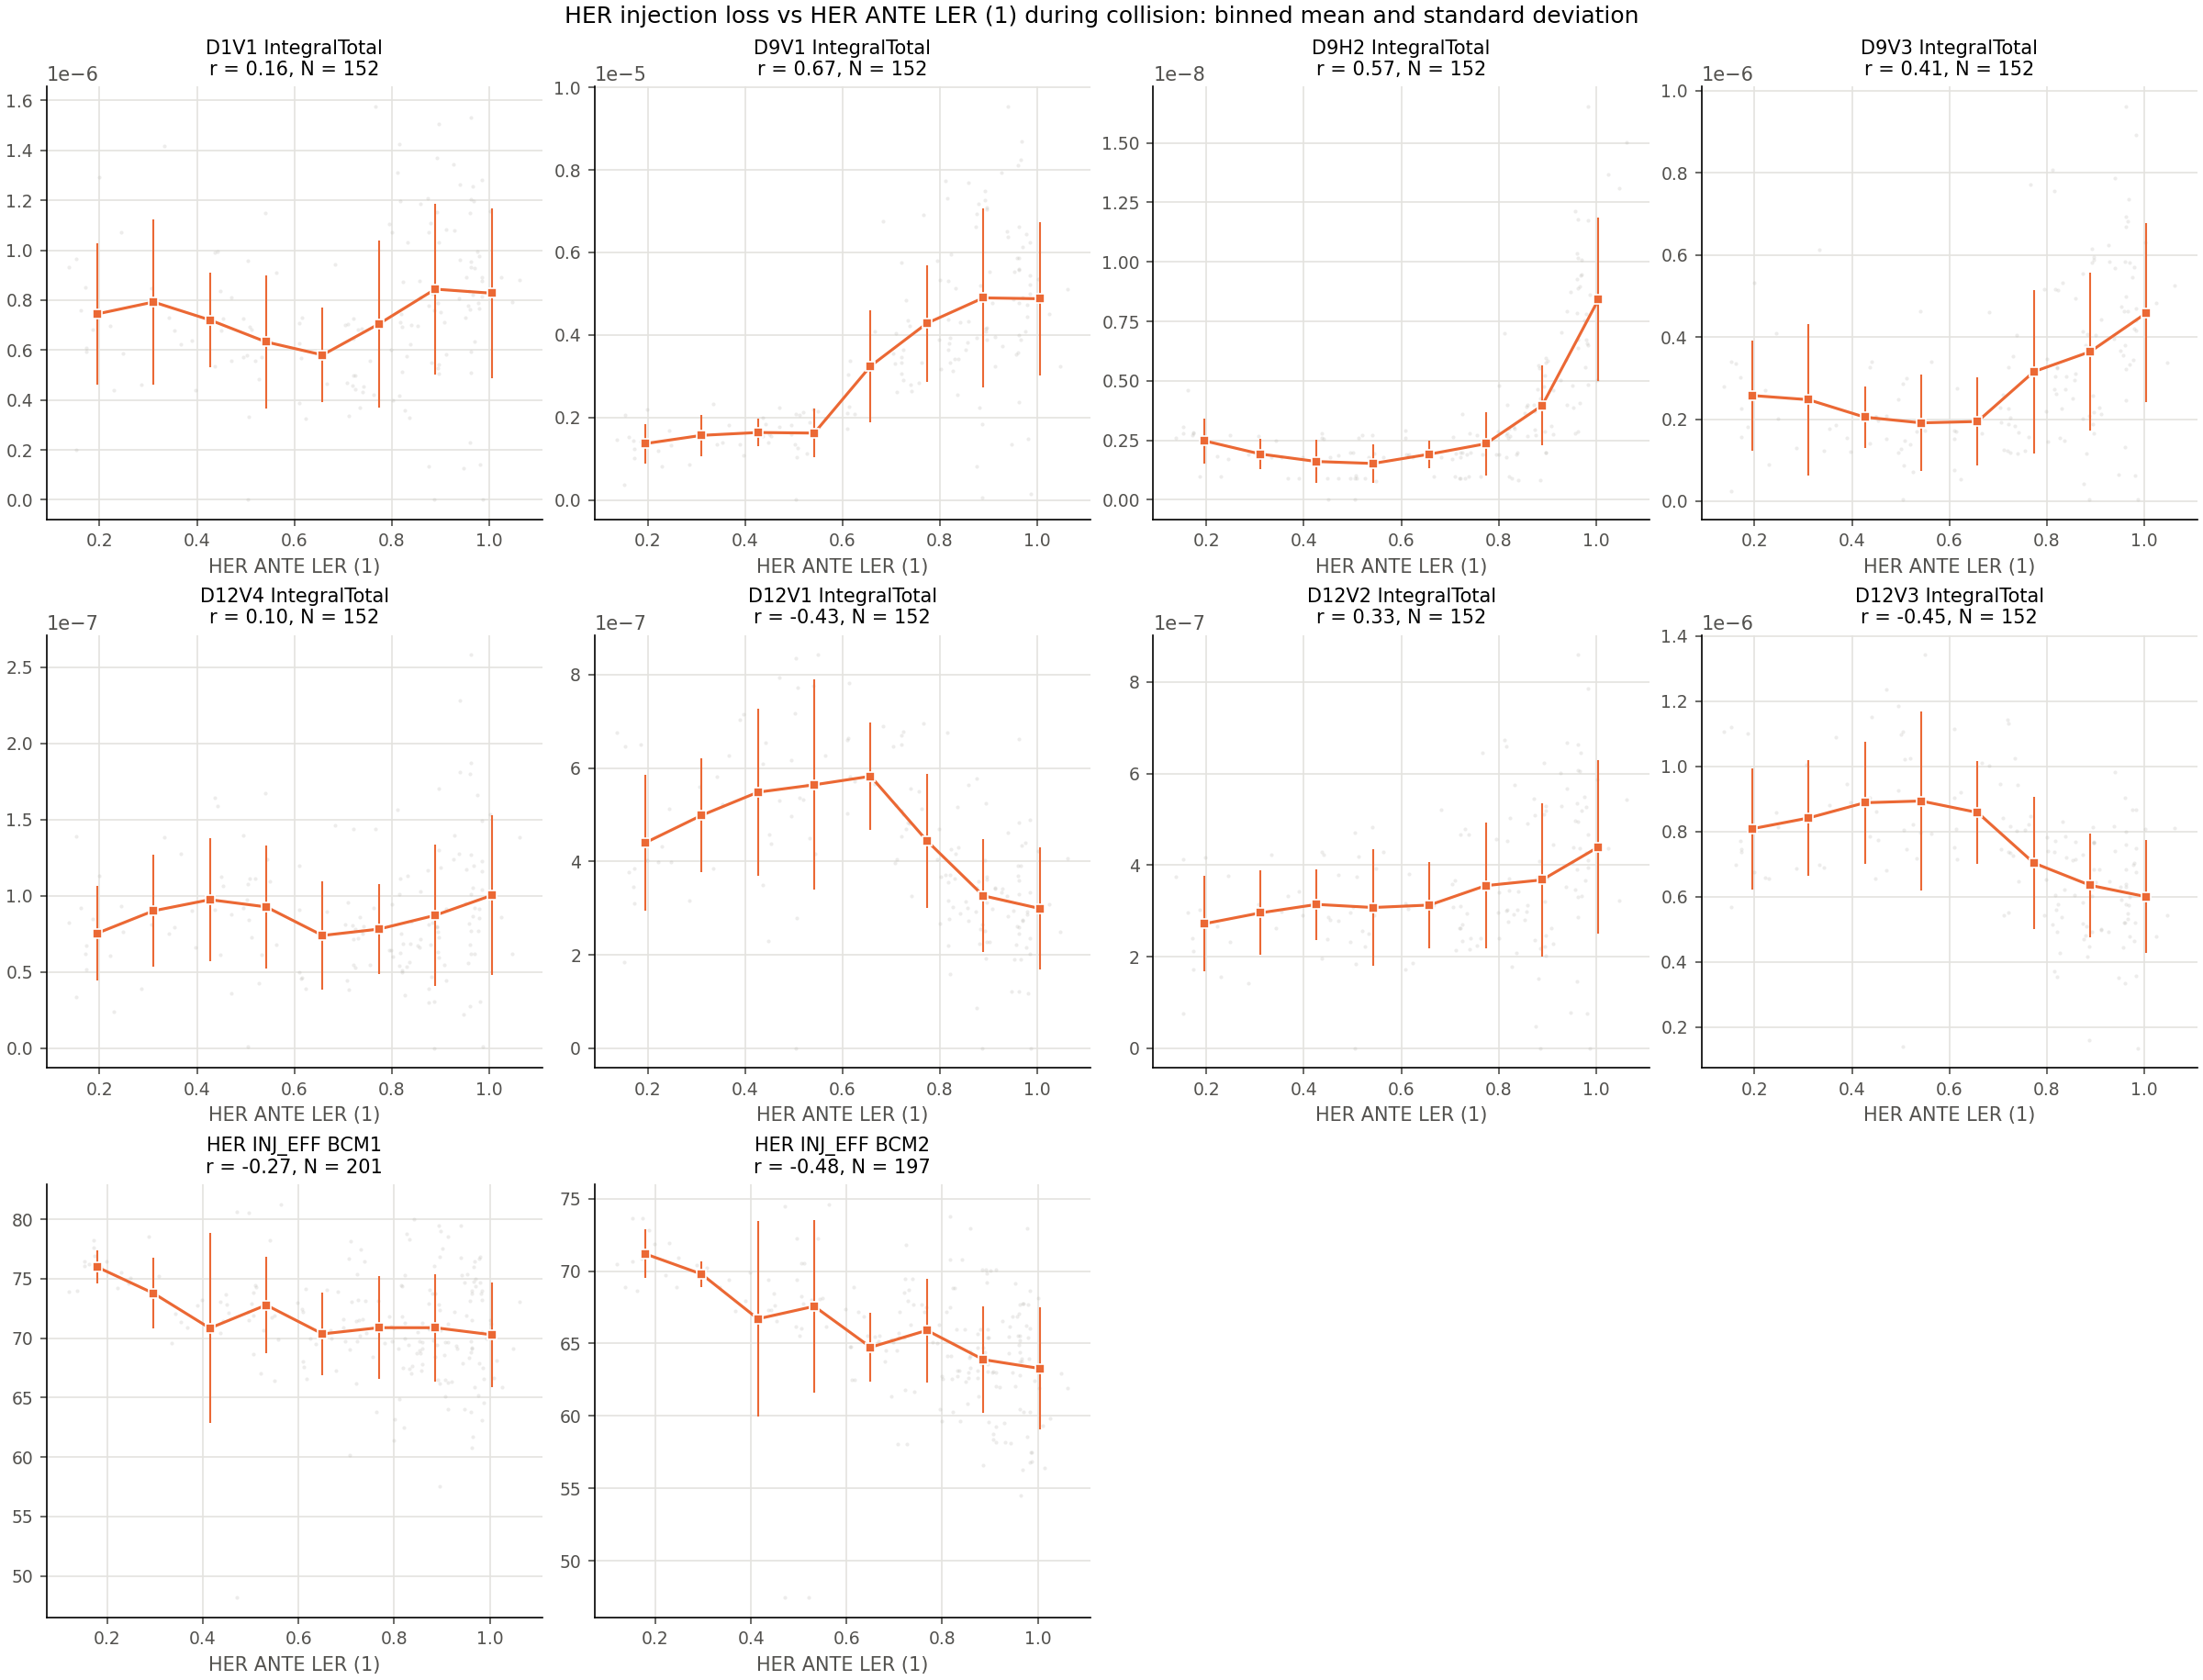 HER injection loss vs HER ANTE LER (1) during collision: binned mean and standard deviation
D1V1 IntegralTotal
r = 0.16, N = 152
1e−6
1.6
1.4
1.2
1.0
0.8
0.6
0.4
0.2
0.0
0.2 0.4 0.6 0.8 1.0
HER ANTE LER (1)
D9V1 IntegralTotal
r = 0.67, N = 152
1e−5
1.0
0.8
0.6
0.4
0.2
0.0
0.2 0.4 0.6 0.8 1.0
HER ANTE LER (1)
D9H2 IntegralTotal
r = 0.57, N = 152
1e−8
1.50
1.25
1.00
0.75
0.50
0.25
0.00
0.2 0.4 0.6 0.8 1.0
HER ANTE LER (1)
D9V3 IntegralTotal
r = 0.41, N = 152
1e−6
1.0
0.8
0.6
0.4
0.2
0.0
0.2 0.4 0.6 0.8 1.0
HER ANTE LER (1)
D12V4 IntegralTotal
r = 0.10, N = 152
1e−7
2.5
2.0
1.5
1.0
0.5
0.0
0.2 0.4 0.6 0.8 1.0
HER ANTE LER (1)
D12V1 IntegralTotal
r = -0.43, N = 152
1e−7
8
6
4
2
0
0.2 0.4 0.6 0.8 1.0
HER ANTE LER (1)
D12V2 IntegralTotal
r = 0.33, N = 152
1e−7
8
6
4
2
0
0.2 0.4 0.6 0.8 1.0
HER ANTE LER (1)
D12V3 IntegralTotal
r = -0.45, N = 152
1e−6
1.4
1.2
1.0
0.8
0.6
0.4
0.2
0.2 0.4 0.6 0.8 1.0
HER ANTE LER (1)
HER INJ_EFF BCM1
r = -0.27, N = 201
80
75
70
65
60
55
50
0.2 0.4 0.6 0.8 1.0
HER ANTE LER (1)
HER INJ_EFF BCM2
r = -0.48, N = 197
75
70
65
60
55
50
0.2 0.4 0.6 0.8 1.0
HER ANTE LER (1)